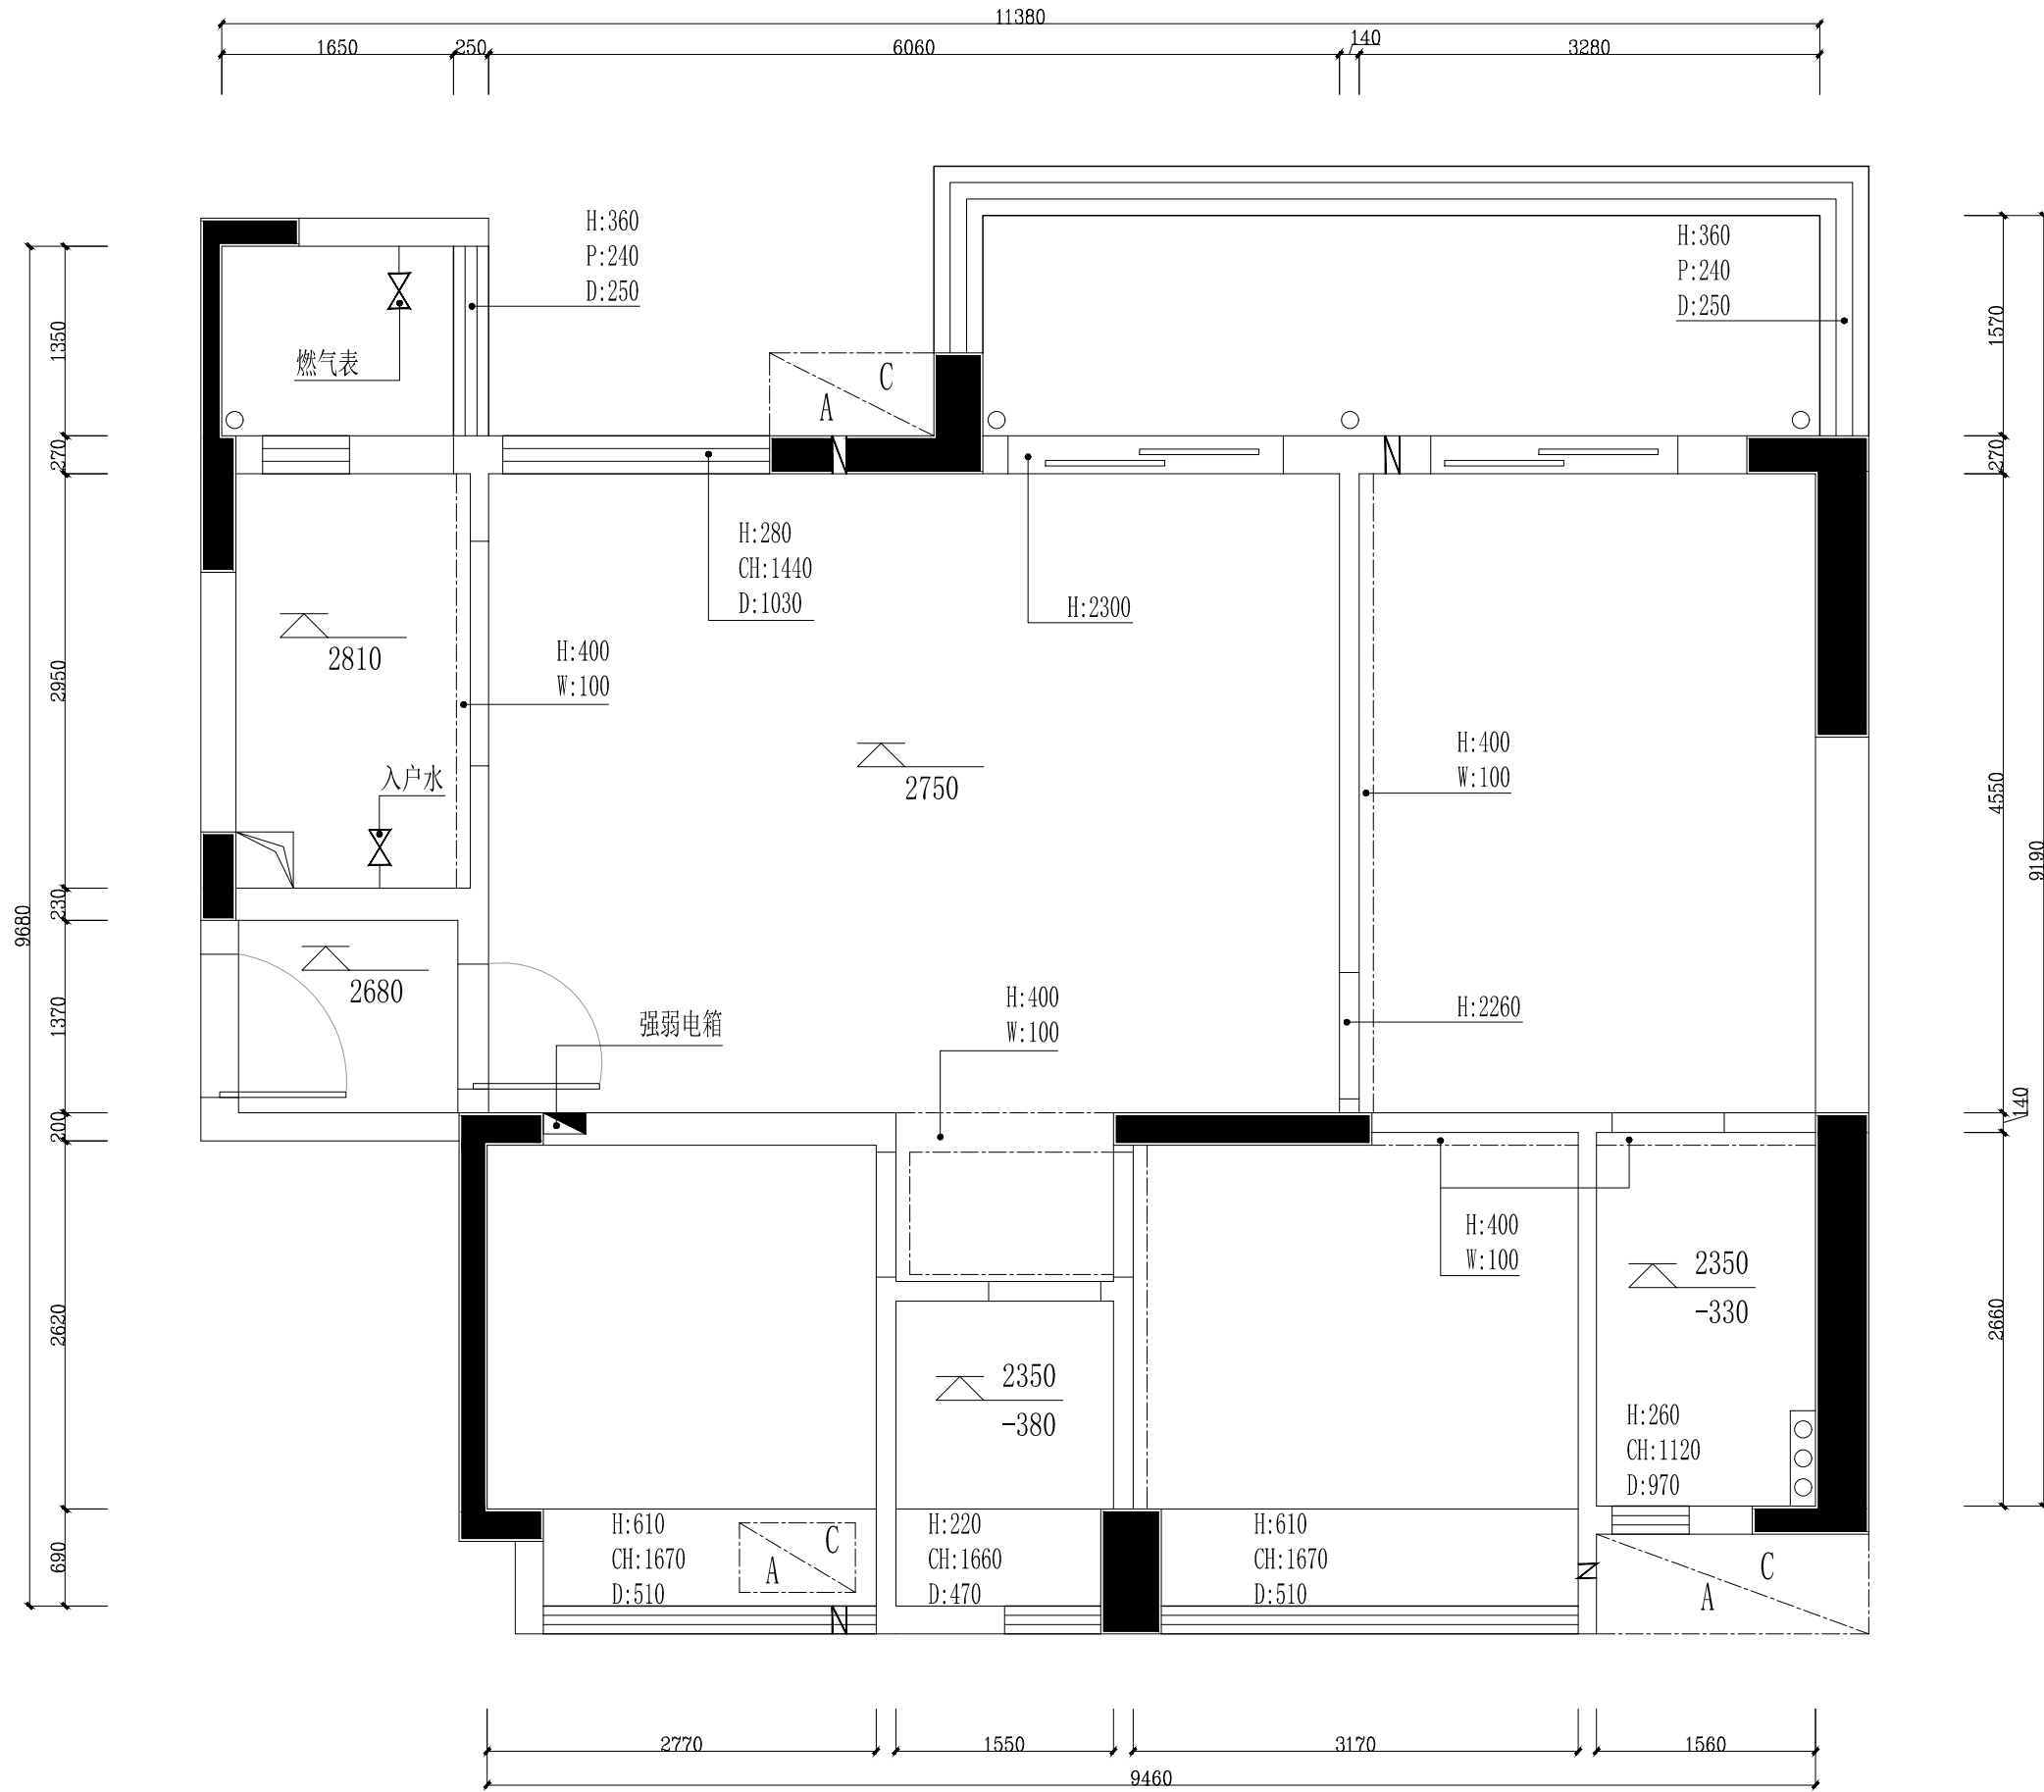 11380
1650
250
6060
140
3280
H:360
P:240
D:250
H:360
P:240
D:250
燃气表
C
A
1350
270
2950
230
1370
200
2620
690
9680
1570
270
4550
140
2660
9190
H:280
CH:1440
D:1030
H:2300
2810
H:400
W:100
2750
H:400
W:100
入户水
2680
强弱电箱
H:400
W:100
H:2260
H:400
W:100
2350
-330
2350
-380
H:260
CH:1120
D:970
H:610
CH:1670
D:510
C
A
H:220
CH:1660
D:470
H:610
CH:1670
D:510
C
A
2770
1550
3170
1560
9460